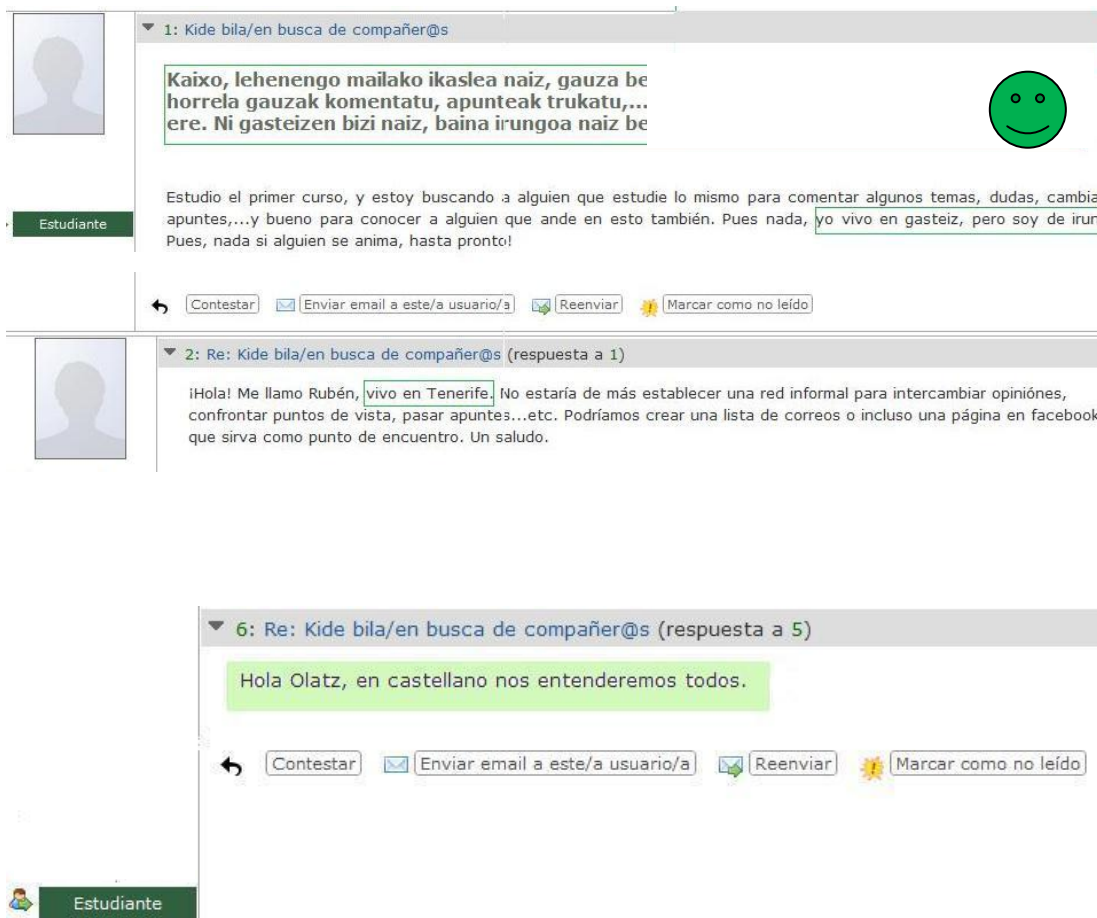 1: Kide bila/en busca de compañer@s
Kaixo, lehenengo mailako ikaslea naiz, gauza be
horrela gauzak komentatu, apunteak trukatu,...
ere. Ni gasteizen bizi naiz, baina irungoa naiz be
Estudio el primer curso, y estoy buscando a alguien que estudie lo mismo para comentar algunos temas, dudas, cambia
apuntes,...y bueno para conocer a alguien que ande en esto también. Pues nada, yo vivo en gasteiz, pero soy de irun
Pues, nada si alguien se anima, hasta pronto!
Estudiante
Contestar Enviar email a este/a usuario/a Reenviar Marcar como no leído
2: Re: Kide bila/en busca de compañer@s (respuesta a 1)
¡Hola! Me llamo Rubén, vivo en Tenerife. No estaría de más establecer una red informal para intercambiar opiniónes,
confrontar puntos de vista, pasar apuntes...etc. Podríamos crear una lista de correos o incluso una página en facebook
que sirva como punto de encuentro. Un saludo.
6: Re: Kide bila/en busca de compañer@s (respuesta a 5)
Hola Olatz, en castellano nos entenderemos todos.
Contestar Enviar email a este/a usuario/a Reenviar Marcar como no leído
Estudiante